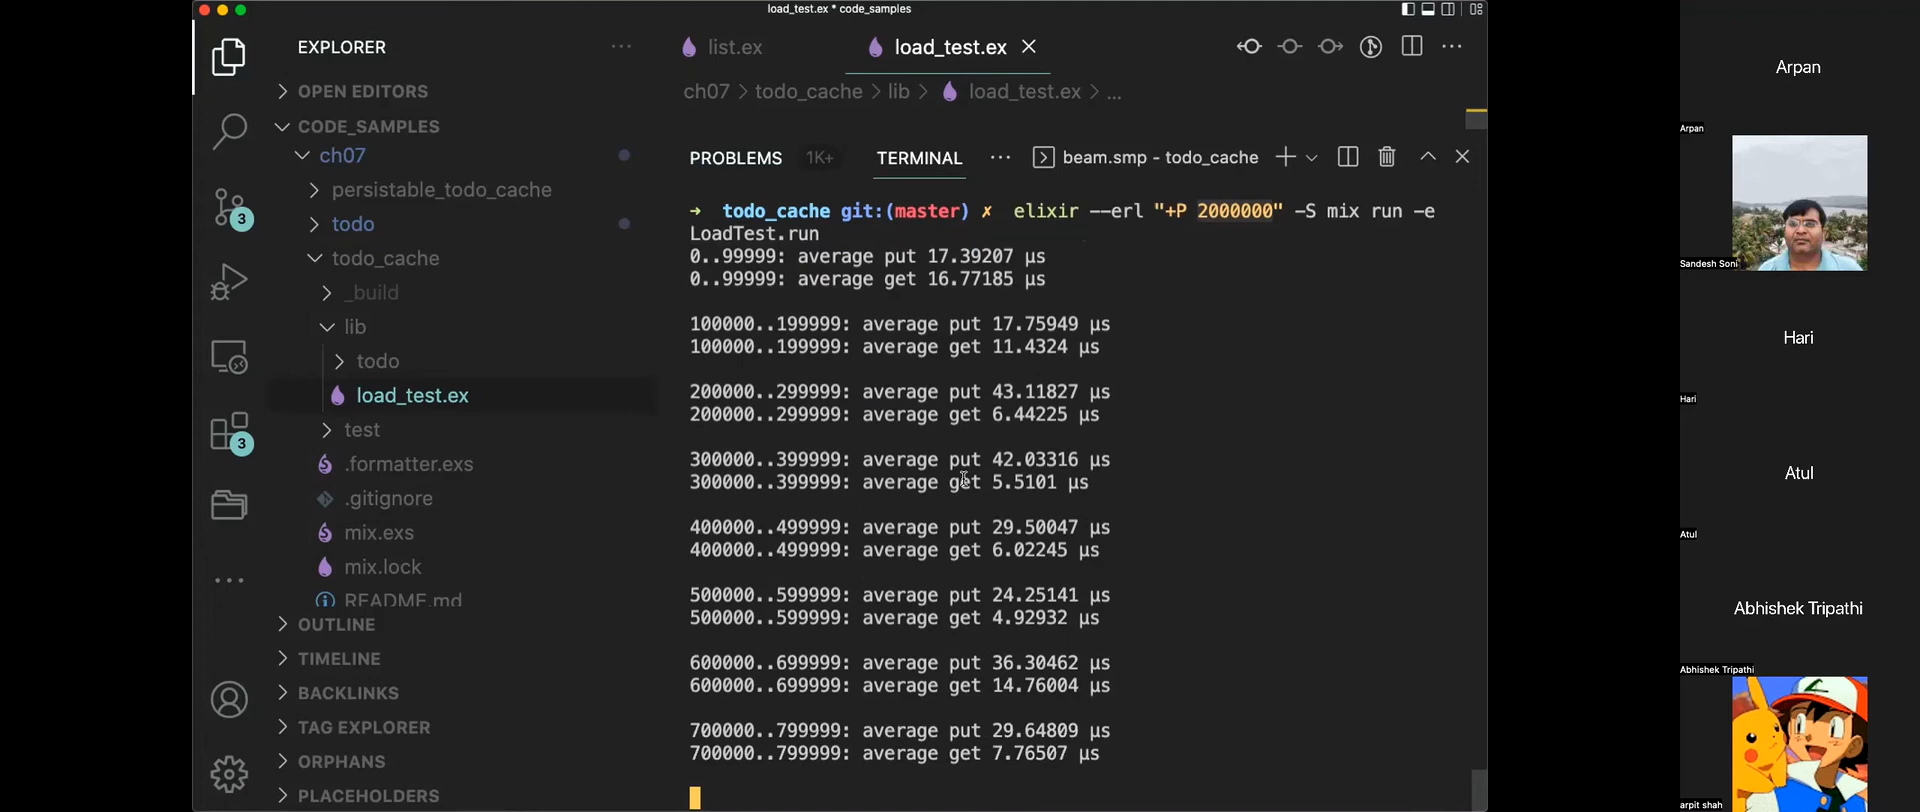 load_test.ex * code_samples
EXPLORER
OPEN EDITORS
CODE_SAMPLES
ch07
persistable_todo_cache
todo
todo_cache
_build
lib
todo
load_test.ex
test
.formatter.exs
.gitignore
mix.exs
mix.lock
README.md
OUTLINE
TIMELINE
BACKLINKS
TAG EXPLORER
ORPHANS
PLACEHOLDERS
3
3
list.ex
load_test.ex
ch07 > todo_cache > lib > load_test.ex > ...
PROBLEMS 1K+ TERMINAL ... beam.smp - todo_cache
➜ todo_cache git:(master) ✗ elixir --erl "+P 2000000" -S mix run -e
LoadTest.run
0..99999: average put 17.39207 μs
0..99999: average get 16.77185 μs
100000..199999: average put 17.75949 μs
100000..199999: average get 11.4324 μs
200000..299999: average put 43.11827 μs
200000..299999: average get 6.44225 μs
300000..399999: average put 42.03316 μs
300000..399999: average get 5.5101 μs
400000..499999: average put 29.50047 μs
400000..499999: average get 6.02245 μs
500000..599999: average put 24.25141 μs
500000..599999: average get 4.92932 μs
600000..699999: average put 36.30462 μs
600000..699999: average get 14.76004 μs
700000..799999: average put 29.64809 μs
700000..799999: average get 7.76507 μs
Arpan
Arpan
Sandesh Soni
Hari
Hari
Atul
Atul
Abhishek Tripathi
Abhishek Tripathi
arpit shah